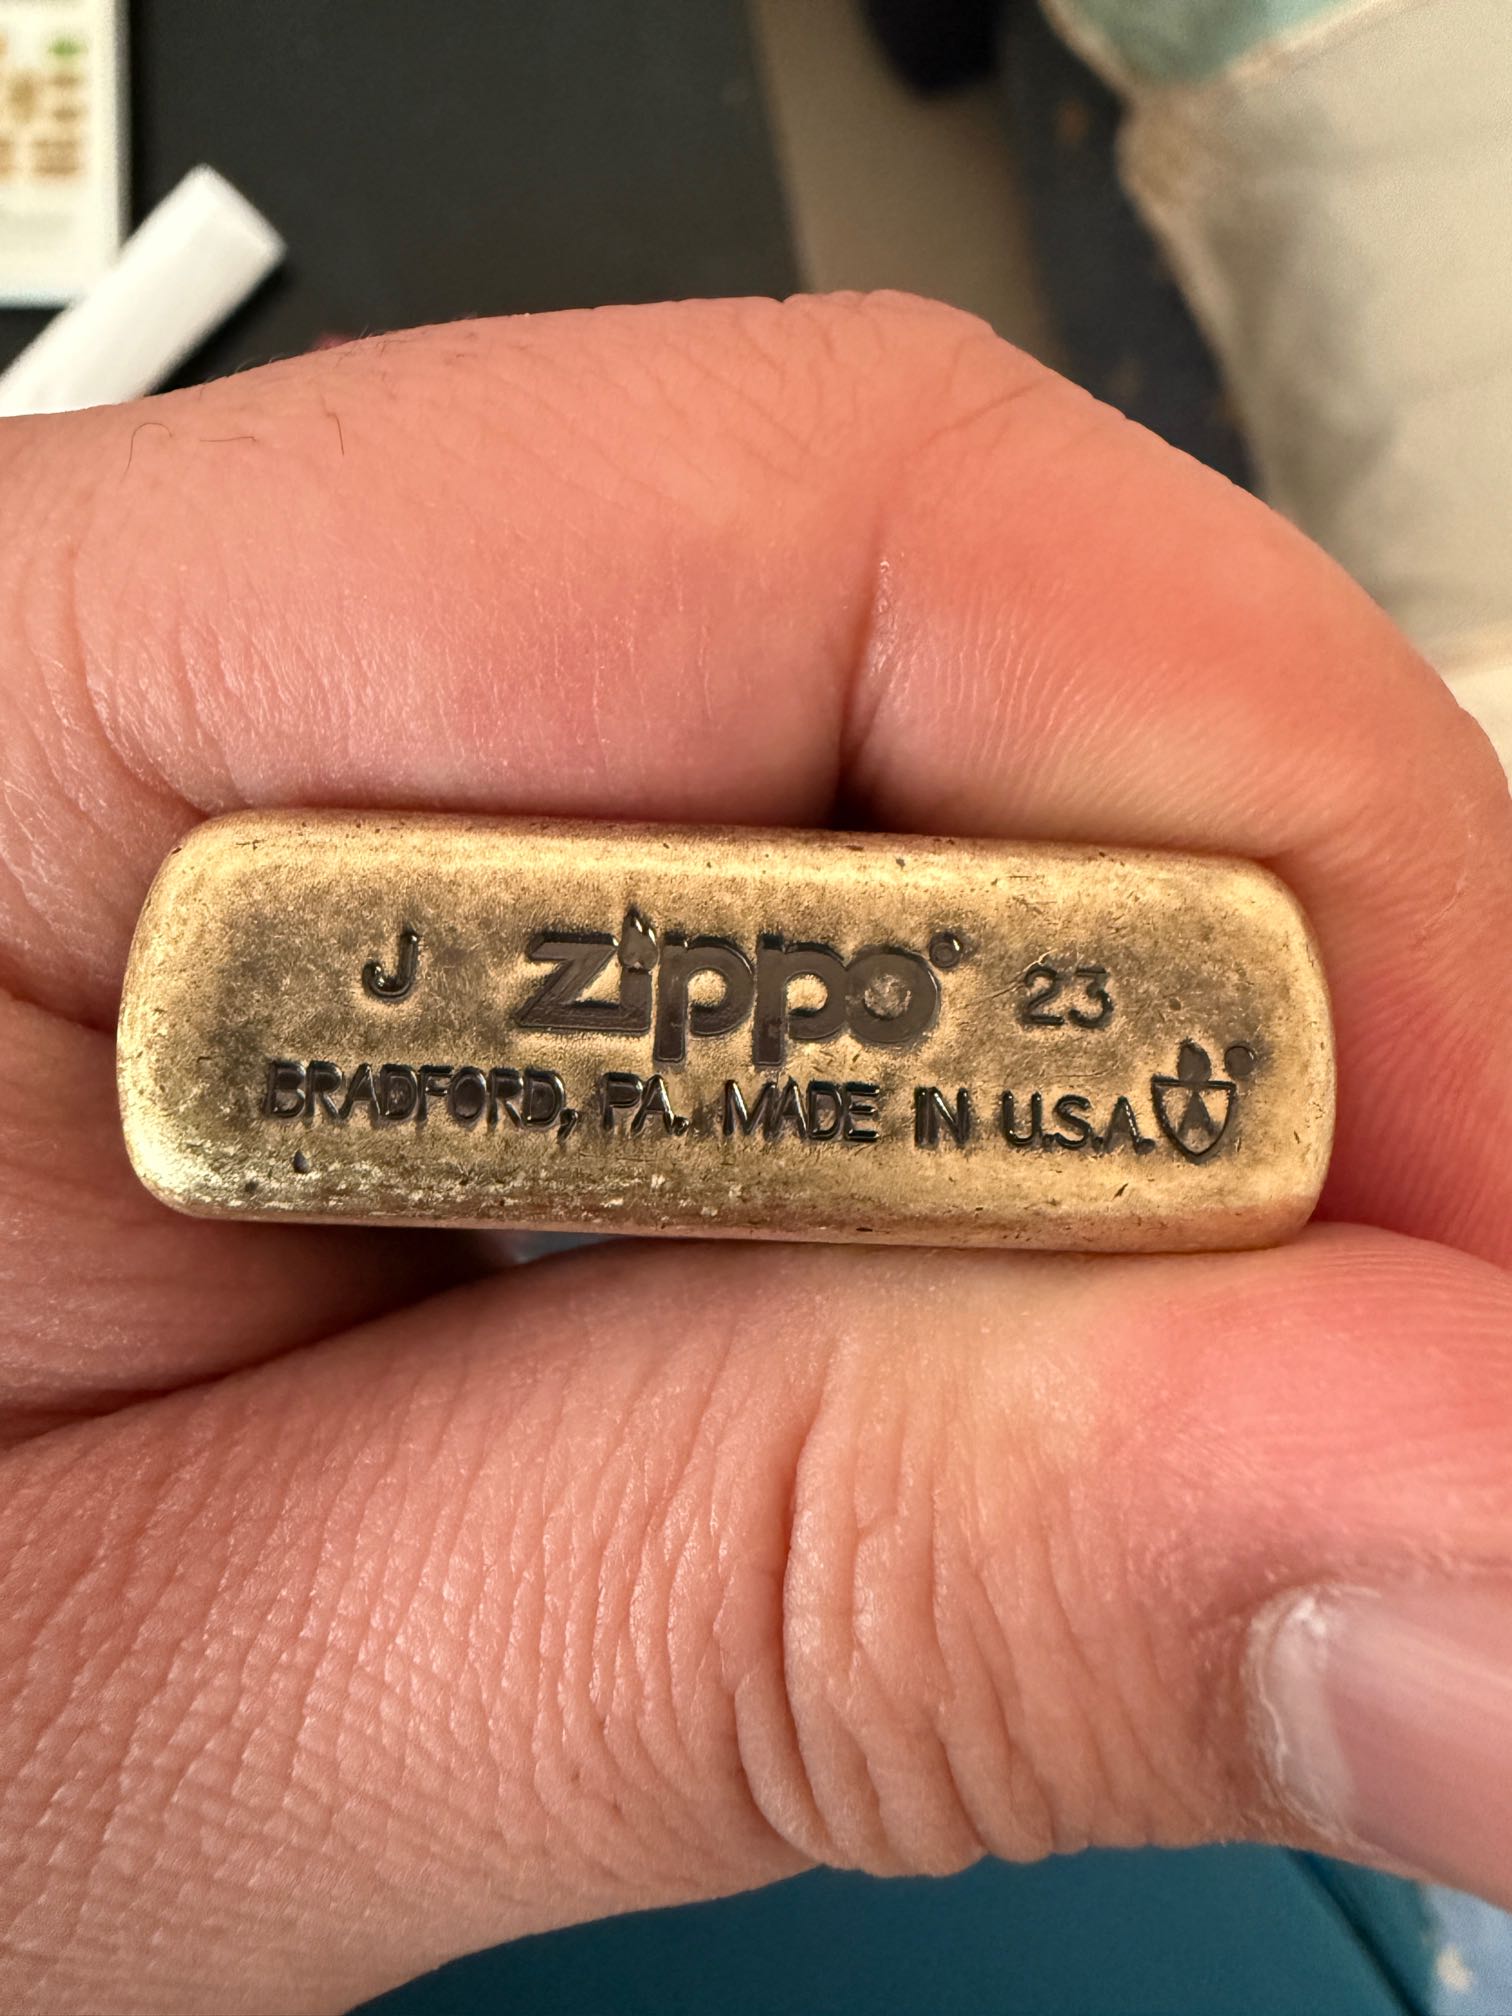 J zippo® 23
BRADFORD, PA. MADE IN U.S.A.